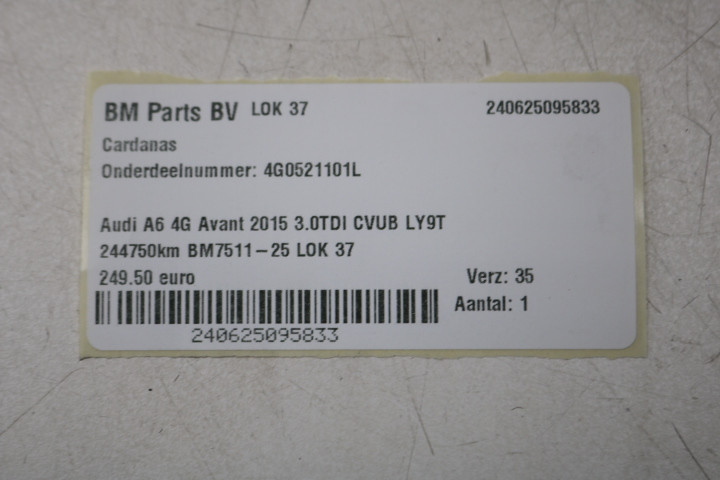 BM Parts BV LOK 37 240625095833
Cardanas
Onderdeelnummer: 4G0521101L
Audi A6 4G Avant 2015 3.0TDI CVUB LY9T
244750km BM7511-25 LOK 37
249.50 euro Verz: 35
Aantal: 1
240625095833